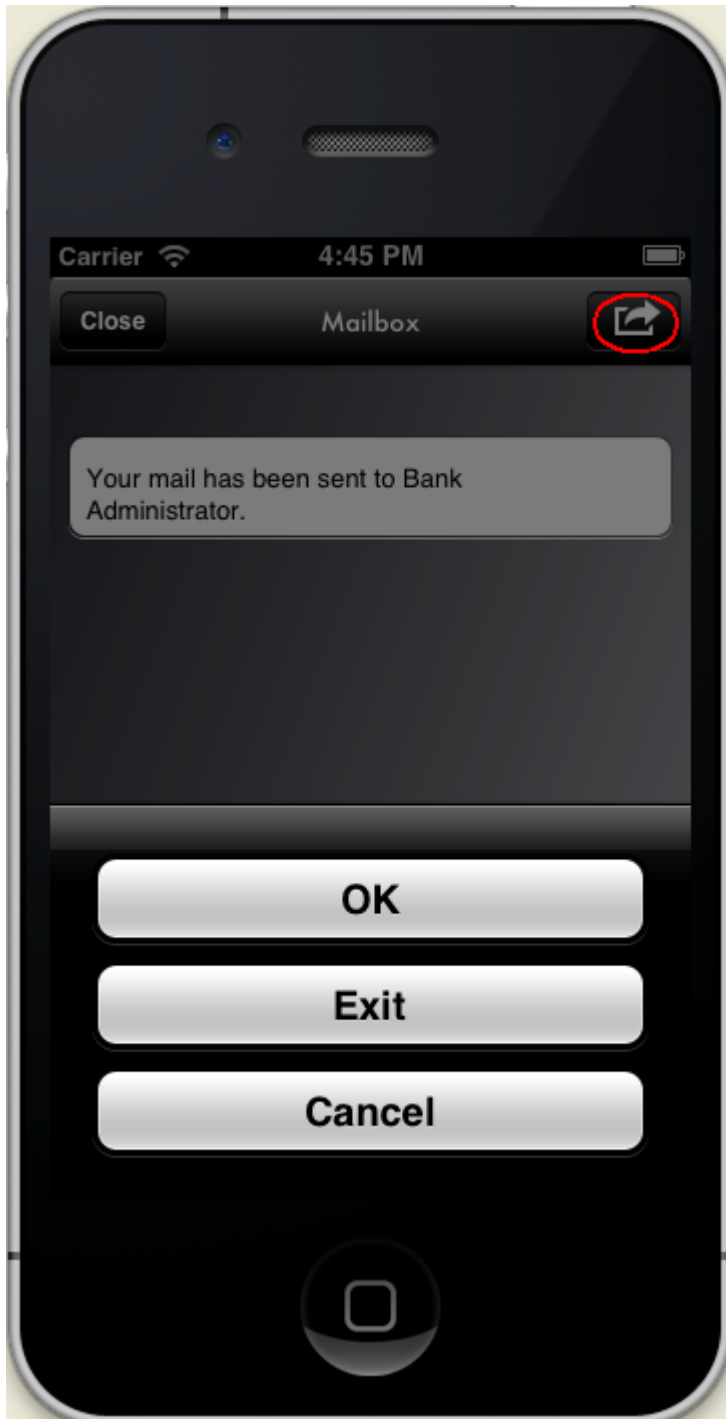 Carrier 4:45 PM
Close Mailbox
Your mail has been sent to Bank
Administrator.
OK
Exit
Cancel